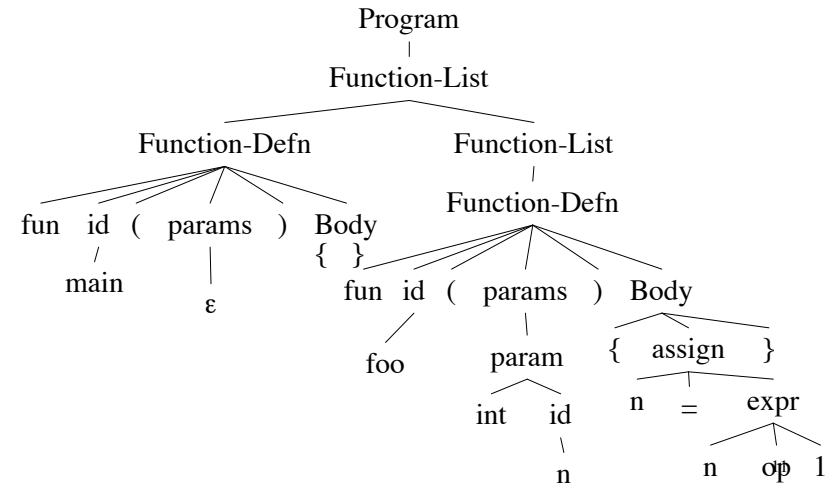 Program
Function-List
Function-Defn Function-List
Function-Defn
fun id ( params ) Body
{ }
main
ε
fun id ( params ) Body
foo
param
{ assign }
int id
n = expr
n
n op 1